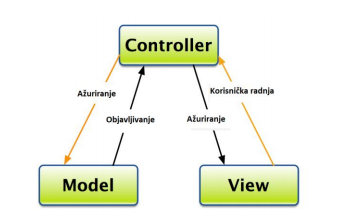 Controller
Ažuriranje
Korisnička radnja
Objavljivanje
Ažuriranje
Model
View